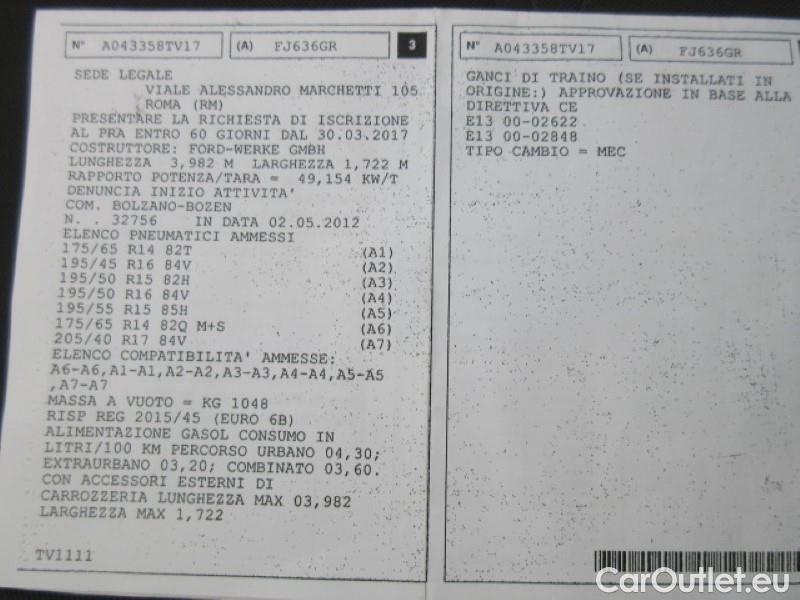 N° A043358TV17 (A) FJ636GR 3
SEDE LEGALE
VIALE ALESSANDRO MARCHETTI 105
ROMA (RM)
PRESENTARE LA RICHIESTA DI ISCRIZIONE
AL PRA ENTRO 60 GIORNI DAL 30.03.2017
COSTRUTTORE: FORD-WERKE GMBH
LUNGHEZZA 3,982 M LARGHEZZA 1,722 M
RAPPORTO POTENZA/TARA = 49,154 KW/T
DENUNCIA INIZIO ATTIVITA'
COM. BOLZANO-BOZEN
N. . 32756 IN DATA 02.05.2012
ELENCO PNEUMATICI AMMESSI
175/65 R14 82T (A1)
195/45 R16 84V (A2)
195/50 R15 82H (A3)
195/50 R16 84V (A4)
195/55 R15 85H (A5)
175/65 R14 82Q M+S (A6)
205/40 R17 84V (A7)
ELENCO COMPATIBILITA' AMMESSE:
A6-A6,A1-A1,A2-A2,A3-A3,A4-A4,A5-A5
,A7-A7
MASSA A VUOTO = KG 1048
RISP REG 2015/45 (EURO 6B)
ALIMENTAZIONE GASOL CONSUMO IN
LITRI/100 KM PERCORSO URBANO 04,30;
EXTRAURBANO 03,20; COMBINATO 03,60.
CON ACCESSORI ESTERNI DI
CARROZZERIA LUNGHEZZA MAX 03,982
LARGHEZZA MAX 1,722
TV1111
N° A043358TV17 (A) FJ636GR
GANCI DI TRAINO (SE INSTALLATI IN
ORIGINE:) APPROVAZIONE IN BASE ALLA
DIRETTIVA CE
E13 00-02622
E13 00-02848
TIPO CAMBIO = MEC
CarOutlet.eu